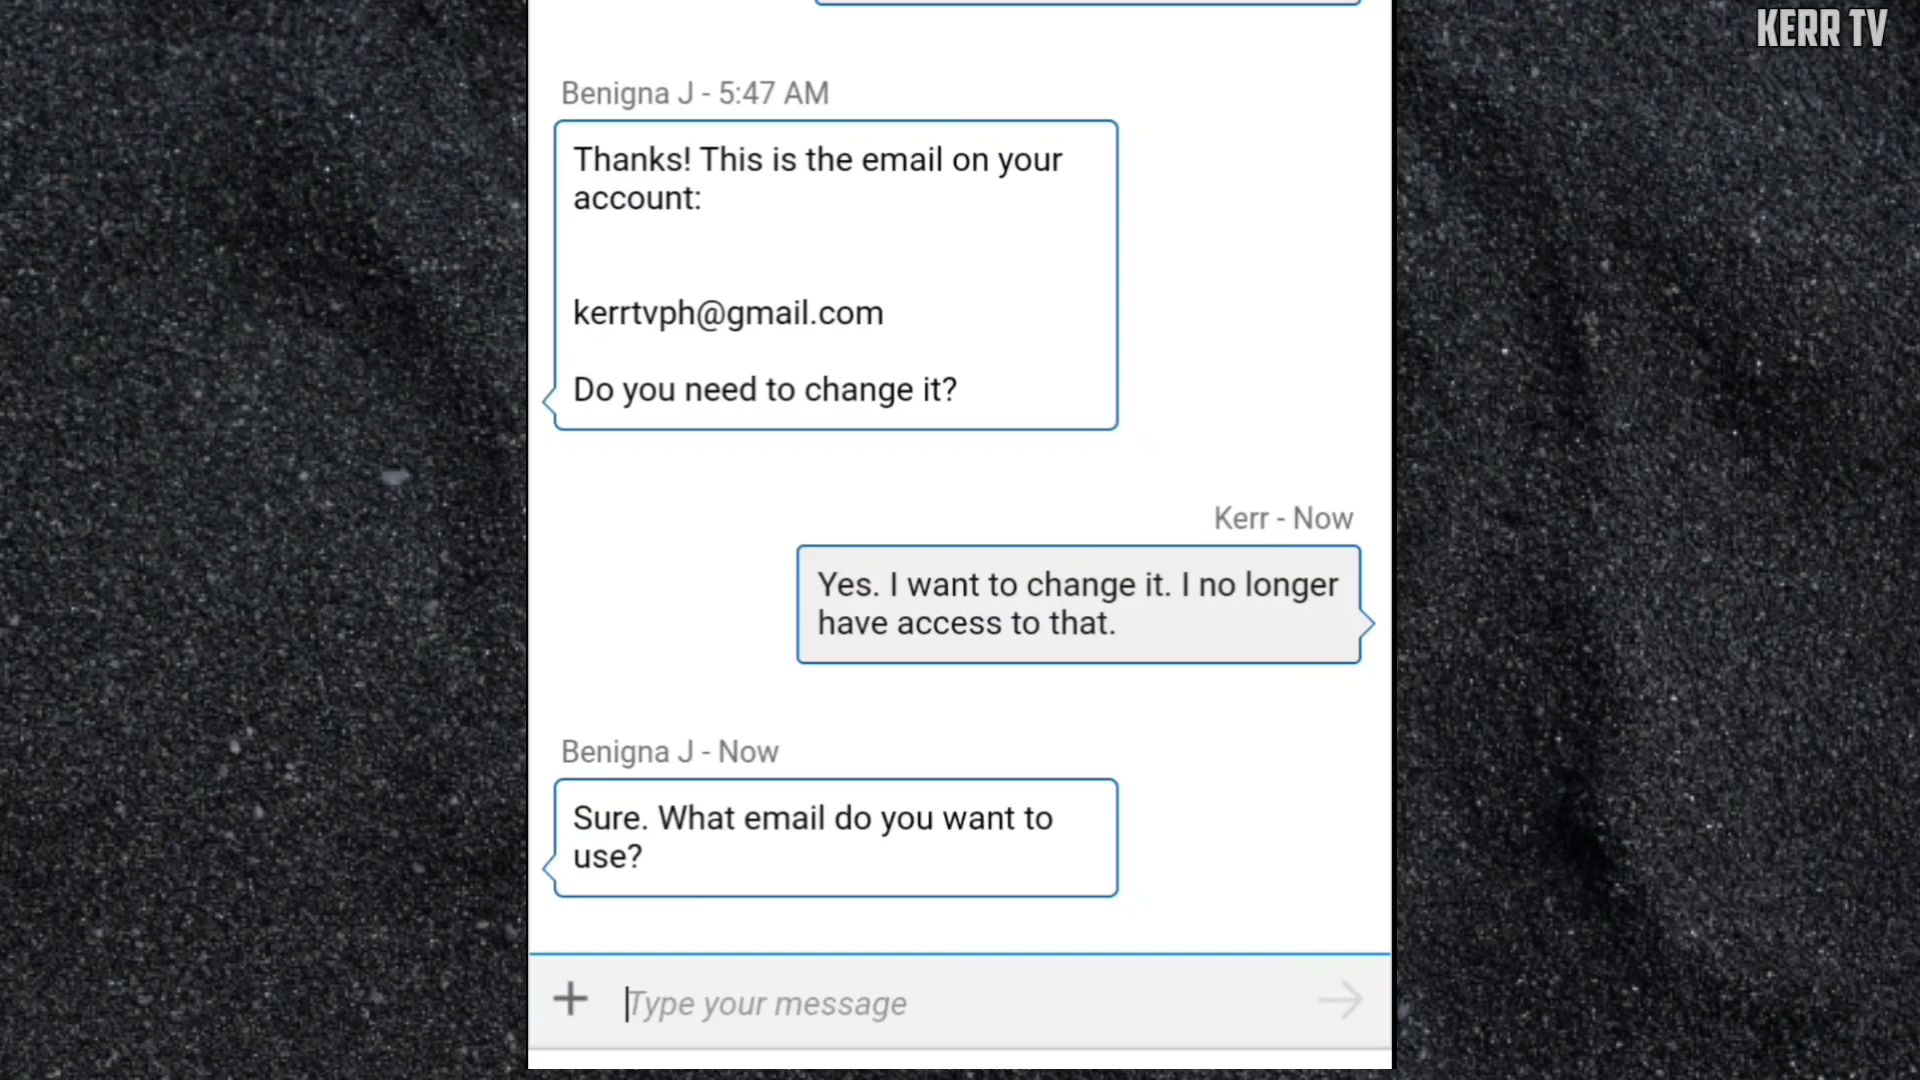 KERR TV
Benigna J - 5:47 AM
Thanks! This is the email on your
account:
kerrtvph@gmail.com
Do you need to change it?
Kerr - Now
Yes. I want to change it. I no longer
have access to that.
Benigna J - Now
Sure. What email do you want to
use?
Type your message